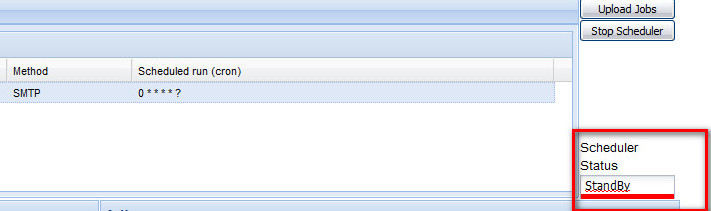 Upload Jobs
Stop Scheduler
Method Scheduled run (cron)
SMTP 0 * * * * ?
Scheduler
Status
StandBy